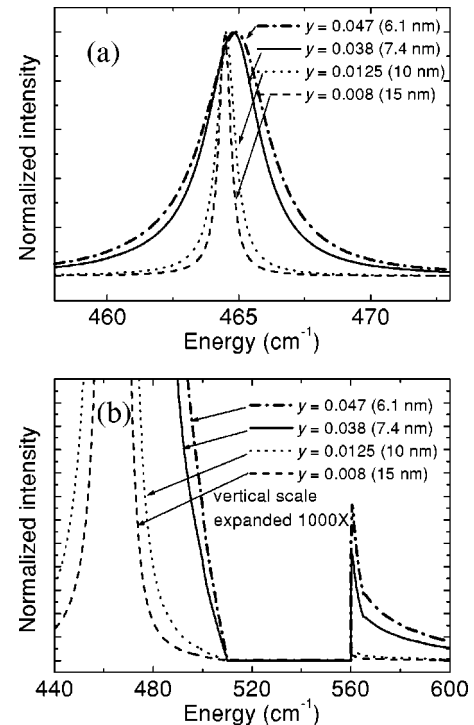 (a)
y = 0.047 (6.1 nm)
y = 0.038 (7.4 nm)
y = 0.0125 (10 nm)
y = 0.008 (15 nm)
Normalized intensity
460 465 470
Energy (cm⁻¹)
(b)
y = 0.047 (6.1 nm)
y = 0.038 (7.4 nm)
y = 0.0125 (10 nm)
y = 0.008 (15 nm)
vertical scale
expanded 1000X
Normalized intensity
440 480 520 560 600
Energy (cm⁻¹)